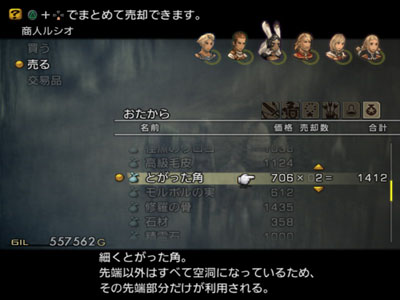 でまとめて売却できます。
商人ルシオ
買う
売る
交易品
おたから
名前 価格 売却数 合計
高級毛皮 1124
とがった角 706 × 02 = 1412
モルボルの実 612
修羅の骨 1435
石材 358
GIL 557562 G
細くとがった角。
先端以外はすべて空洞になっているため、
その先端部分だけが利用される。